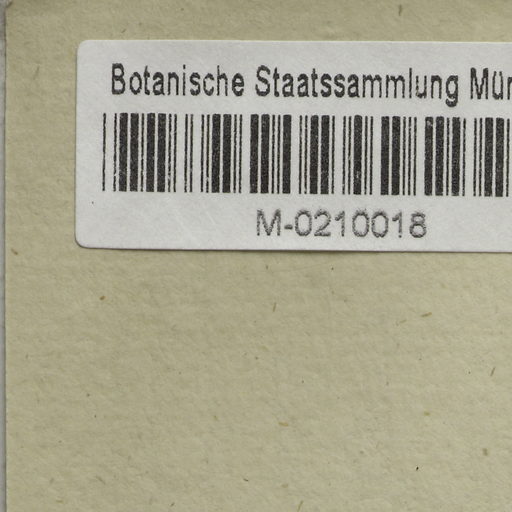 Botanische Staatssammlung Mün
M-0210018